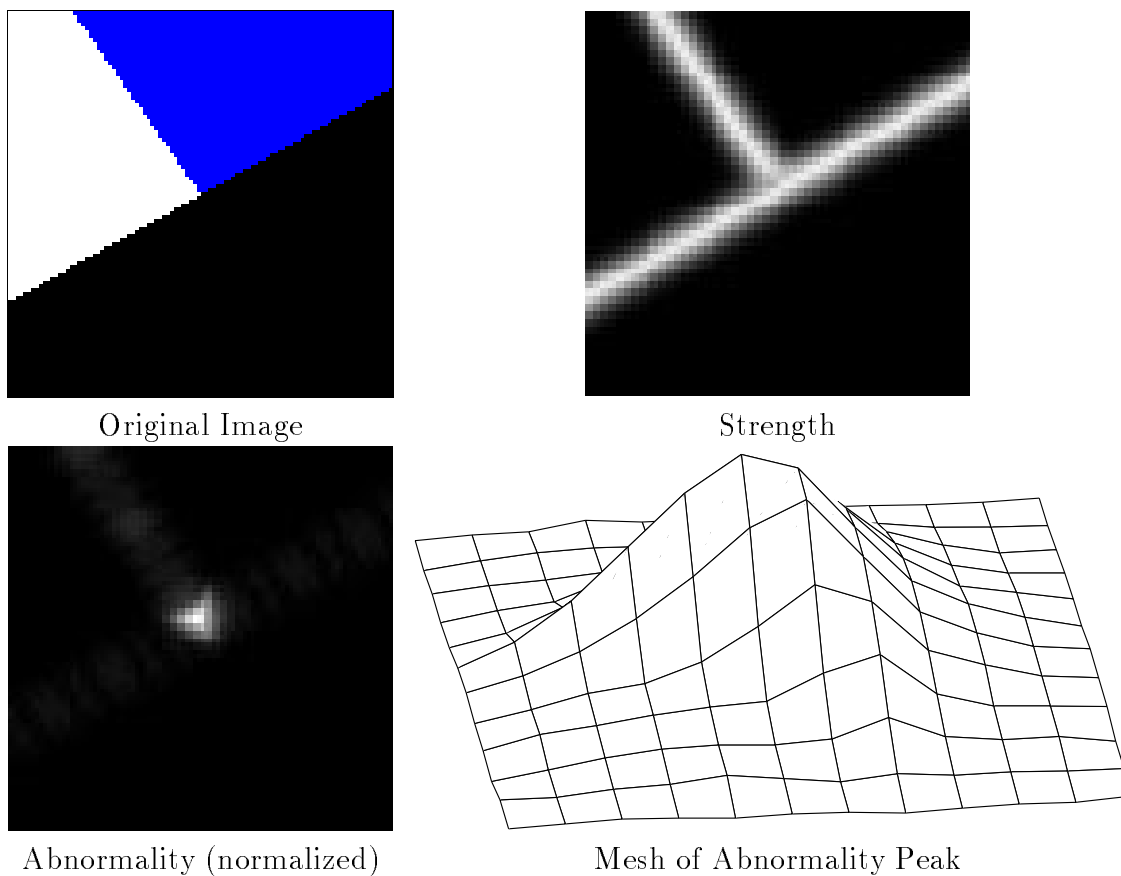 Original Image
Strength
Abnormality (normalized)
Mesh of Abnormality Peak